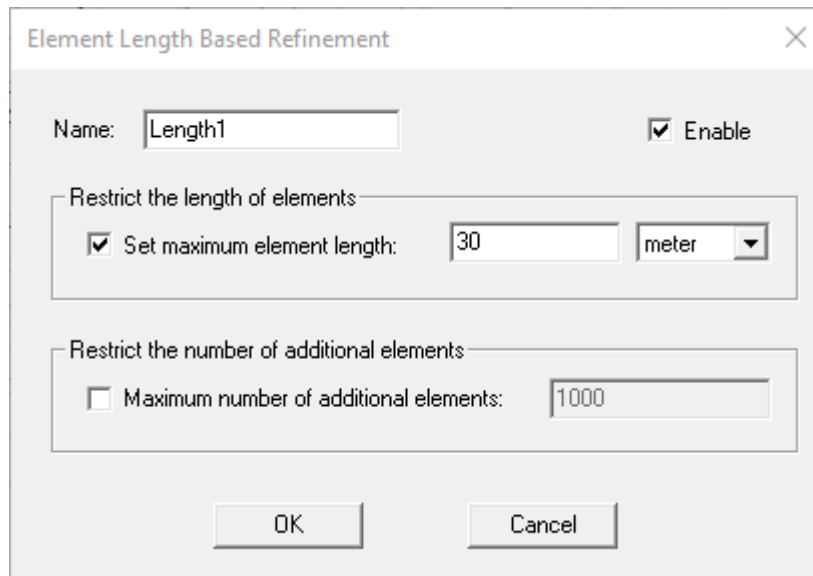 Element Length Based Refinement
Name: Length1 Enable
Restrict the length of elements
Set maximum element length: 30 meter
Restrict the number of additional elements
Maximum number of additional elements: 1000
OK Cancel